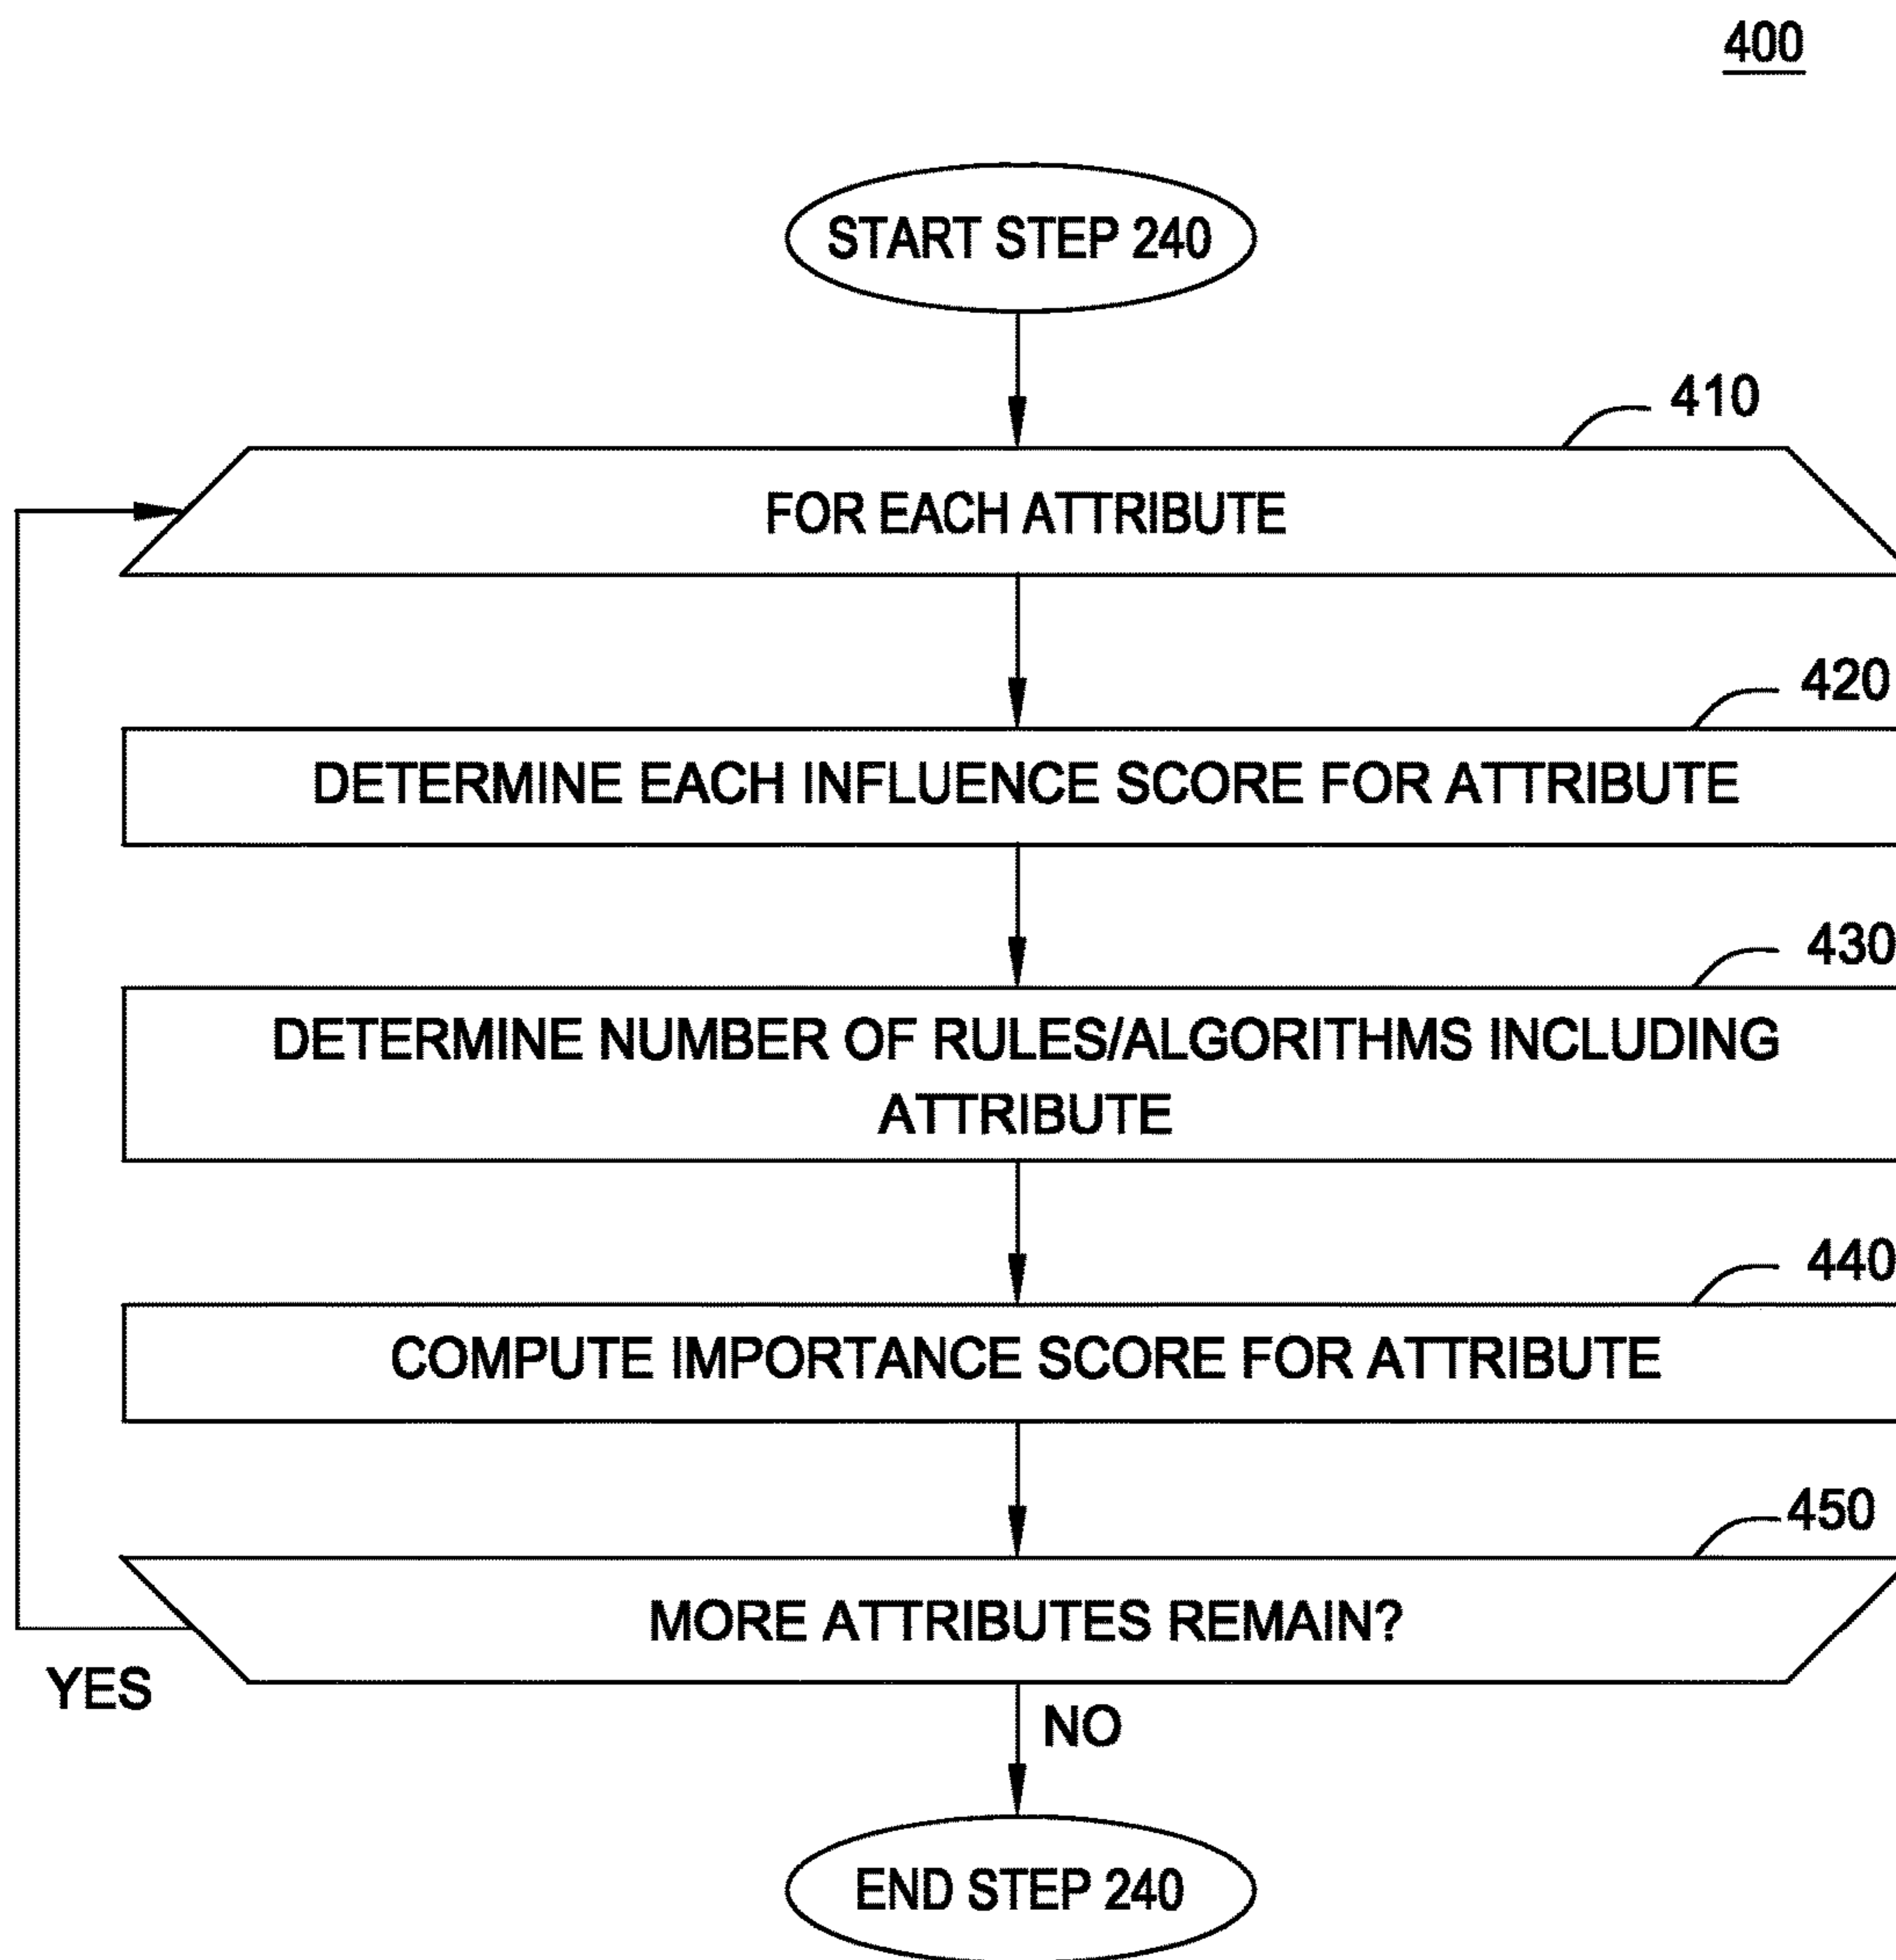 400
START STEP 240
410
FOR EACH ATTRIBUTE
420
DETERMINE EACH INFLUENCE SCORE FOR ATTRIBUTE
430
DETERMINE NUMBER OF RULES/ALGORITHMS INCLUDING
ATTRIBUTE
440
COMPUTE IMPORTANCE SCORE FOR ATTRIBUTE
450
MORE ATTRIBUTES REMAIN?
YES
NO
END STEP 240